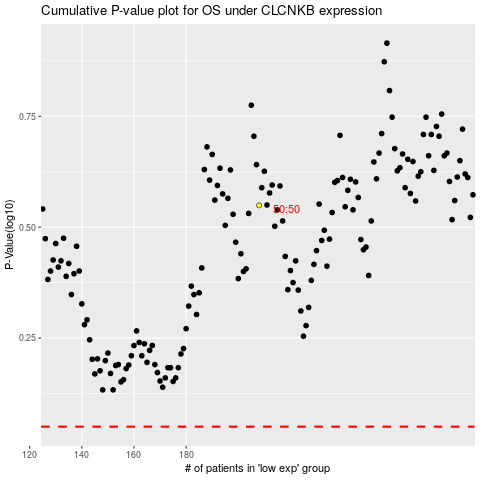 Cumulative P-value plot for OS under CLCNKB expression
P-Value(log10)
0.75
0.50
0.25
50:50
120 140 160 180
# of patients in 'low exp' group